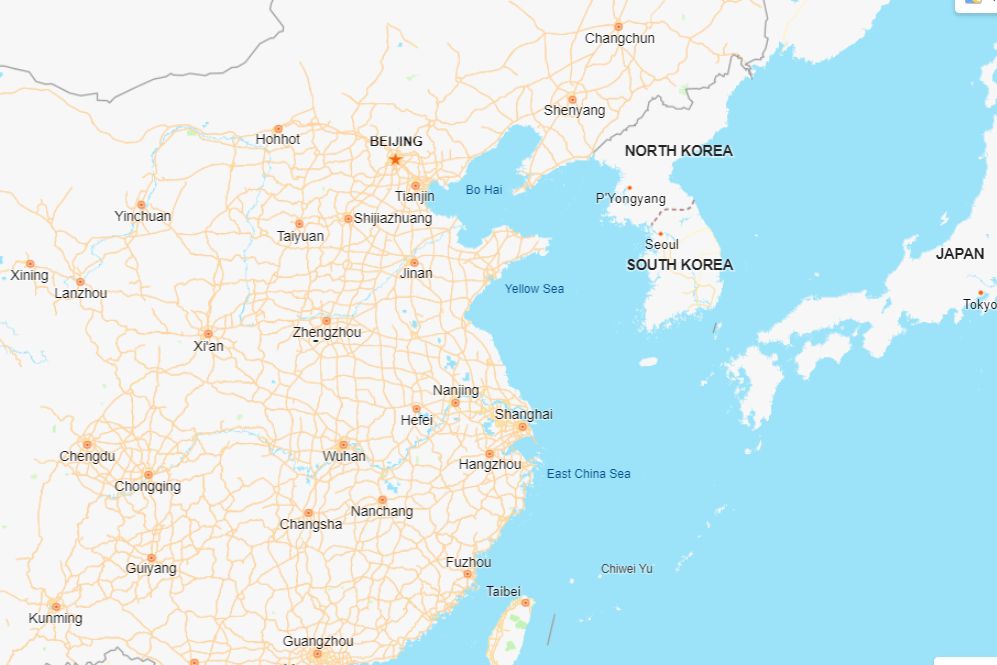 Changchun
Shenyang
Hohhot
BEIJING
NORTH KOREA
Tianjin
Bo Hai
P'Yongyang
Yinchuan
Shijiazhuang
Taiyuan
Seoul
SOUTH KOREA
JAPAN
Xining
Jinan
Lanzhou
Yellow Sea
Tokyo
Zhengzhou
Xi'an
Nanjing
Hefei
Shanghai
Chengdu
Wuhan
Hangzhou
East China Sea
Chongqing
Nanchang
Changsha
Fuzhou
Guiyang
Chiwei Yu
Taibei
Kunming
Guangzhou